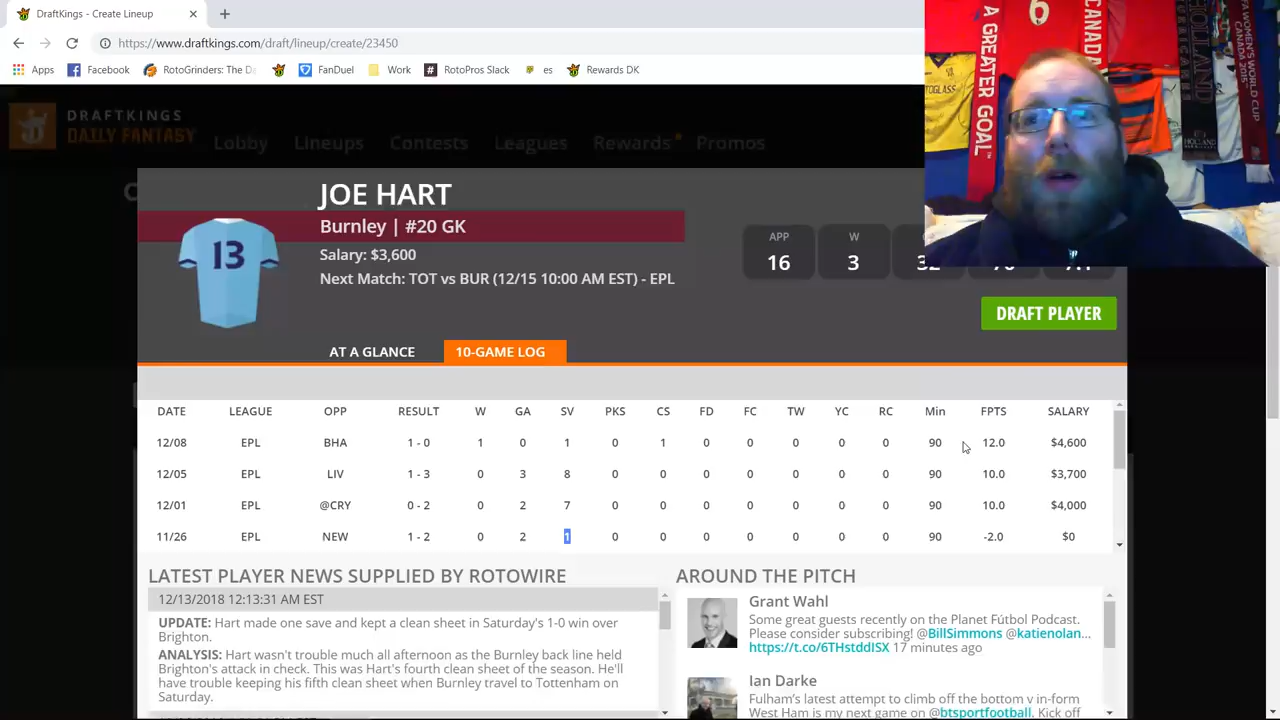 DraftKings - Create Lineup
https://www.draftkings.com/draft/lineup/create/23450
Apps Facebook RotoGrinders: The Da FanDuel Work RotoPros Slack es Rewards DK
DRAFTKINGS
DAILY FANTASY
Lobby Lineups Contests Leagues Rewards Promos
A GREATER GOAL™
6
CANADA
HOLLAND
FIFA WOMEN'S WORLD CUP CANADA 2015™
JOE HART
Burnley | #20 GK
Salary: $3,600
Next Match: TOT vs BUR (12/15 10:00 AM EST) - EPL
13
APP W
16 3 32
DRAFT PLAYER
AT A GLANCE 10-GAME LOG
DATE LEAGUE OPP RESULT W GA SV PKS CS FD FC TW YC RC Min FPTS SALARY
12/08 EPL BHA 1 - 0 1 0 1 0 1 0 0 0 0 0 90 12.0 $4,600
12/05 EPL LIV 1 - 3 0 3 8 0 0 0 0 0 0 0 90 10.0 $3,700
12/01 EPL @CRY 0 - 2 0 2 7 0 0 0 0 0 0 0 90 10.0 $4,000
11/26 EPL NEW 1 - 2 0 2 1 0 0 0 0 0 0 0 90 -2.0 $0
LATEST PLAYER NEWS SUPPLIED BY ROTOWIRE
12/13/2018 12:13:31 AM EST
UPDATE: Hart made one save and kept a clean sheet in Saturday's 1-0 win over
Brighton.
ANALYSIS: Hart wasn't trouble much all afternoon as the Burnley back line held
Brighton's attack in check. This was Hart's fourth clean sheet of the season. He'll
have trouble keeping his fifth clean sheet when Burnley travel to Tottenham on
Saturday.
AROUND THE PITCH
Grant Wahl
Some great guests recently on the Planet Fútbol Podcast.
Please consider subscribing! @BillSimmons @katienolan...
https://t.co/6THstddISX 17 minutes ago
Ian Darke
Fulham's latest attempt to climb off the bottom v in-form
West Ham is my next game on @btsportfootball. Kick off